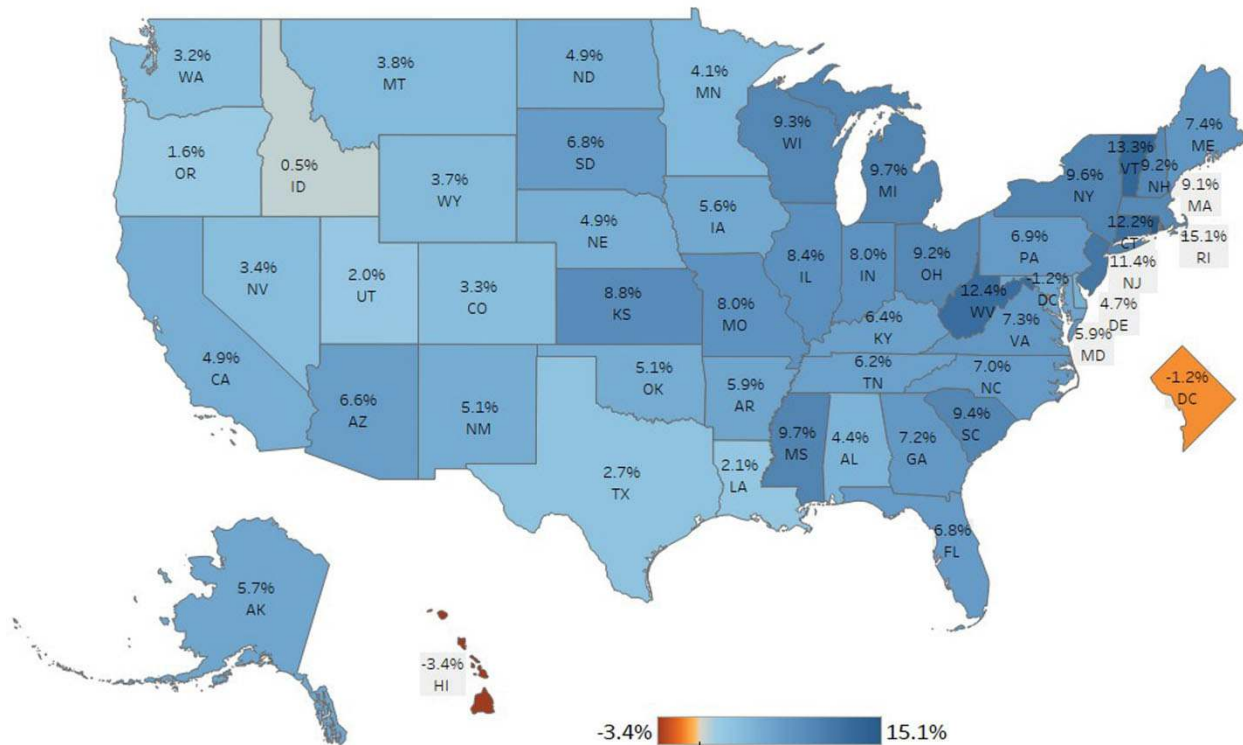 3.2%
WA
3.8%
MT
4.9%
ND
4.1%
MN
1.6%
OR
0.5%
ID
3.7%
WY
6.8%
SD
9.3%
WI
9.7%
MI
9.6%
NY
13.3%
VT
9.2%
NH
7.4%
ME
9.1%
MA
12.2%
CT
15.1%
RI
11.4%
NJ
6.9%
PA
4.7%
DE
5.9%
MD
-1.2%
DC
-1.2%
DC
4.9%
CA
3.4%
NV
2.0%
UT
3.3%
CO
4.9%
NE
5.6%
IA
8.4%
IL
8.0%
IN
9.2%
OH
12.4%
WV
7.3%
VA
8.8%
KS
8.0%
MO
6.4%
KY
6.2%
TN
7.0%
NC
6.6%
AZ
5.1%
NM
5.1%
OK
5.9%
AR
9.7%
MS
4.4%
AL
7.2%
GA
9.4%
SC
2.7%
TX
2.1%
LA
6.8%
FL
5.7%
AK
-3.4%
HI
-3.4%
15.1%